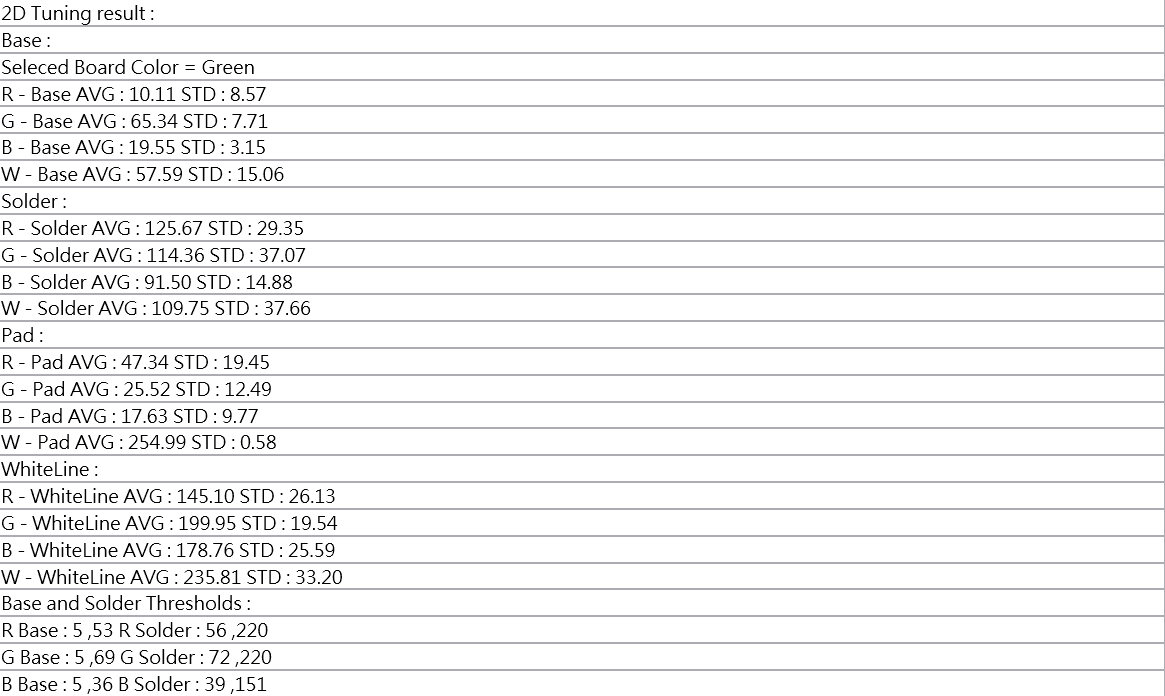 2D Tuning result :
Base :
Seleced Board Color = Green
R - Base AVG : 10.11 STD : 8.57
G - Base AVG : 65.34 STD : 7.71
B - Base AVG : 19.55 STD : 3.15
W - Base AVG : 57.59 STD : 15.06
Solder :
R - Solder AVG : 125.67 STD : 29.35
G - Solder AVG : 114.36 STD : 37.07
B - Solder AVG : 91.50 STD : 14.88
W - Solder AVG : 109.75 STD : 37.66
Pad :
R - Pad AVG : 47.34 STD : 19.45
G - Pad AVG : 25.52 STD : 12.49
B - Pad AVG : 17.63 STD : 9.77
W - Pad AVG : 254.99 STD : 0.58
WhiteLine :
R - WhiteLine AVG : 145.10 STD : 26.13
G - WhiteLine AVG : 199.95 STD : 19.54
B - WhiteLine AVG : 178.76 STD : 25.59
W - WhiteLine AVG : 235.81 STD : 33.20
Base and Solder Thresholds :
R Base : 5 ,53 R Solder : 56 ,220
G Base : 5 ,69 G Solder : 72 ,220
B Base : 5 ,36 B Solder : 39 ,151